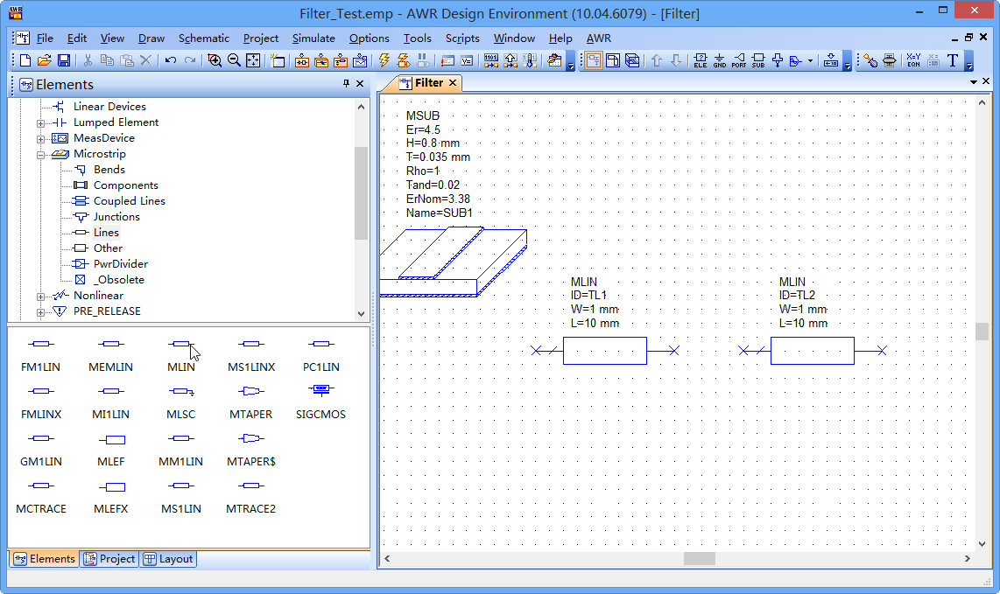 AWR
Filter_Test.emp - AWR Design Environment (10.04.6079) - [Filter]
File Edit View Draw Schematic Project Simulate Options Tools Scripts Window Help AWR
ELE GND PORT SUB X=Y EQN T
Elements
Filter
Linear Devices
Lumped Element
MeasDevice
Microstrip
Bends
Components
Coupled Lines
Junctions
Lines
Other
PwrDivider
_Obsolete
Nonlinear
PRE_RELEASE
FM1LIN MEMLIN MLIN MS1LINX PC1LIN
FMLINX MI1LIN MLSC MTAPER SIGCMOS
GM1LIN MLEF MM1LIN MTAPER$
MCTRACE MLEFX MS1LIN MTRACE2
Elements Project Layout
MSUB
Er=4.5
H=0.8 mm
T=0.035 mm
Rho=1
Tand=0.02
ErNom=3.38
Name=SUB1
MLIN
ID=TL1
W=1 mm
L=10 mm
MLIN
ID=TL2
W=1 mm
L=10 mm